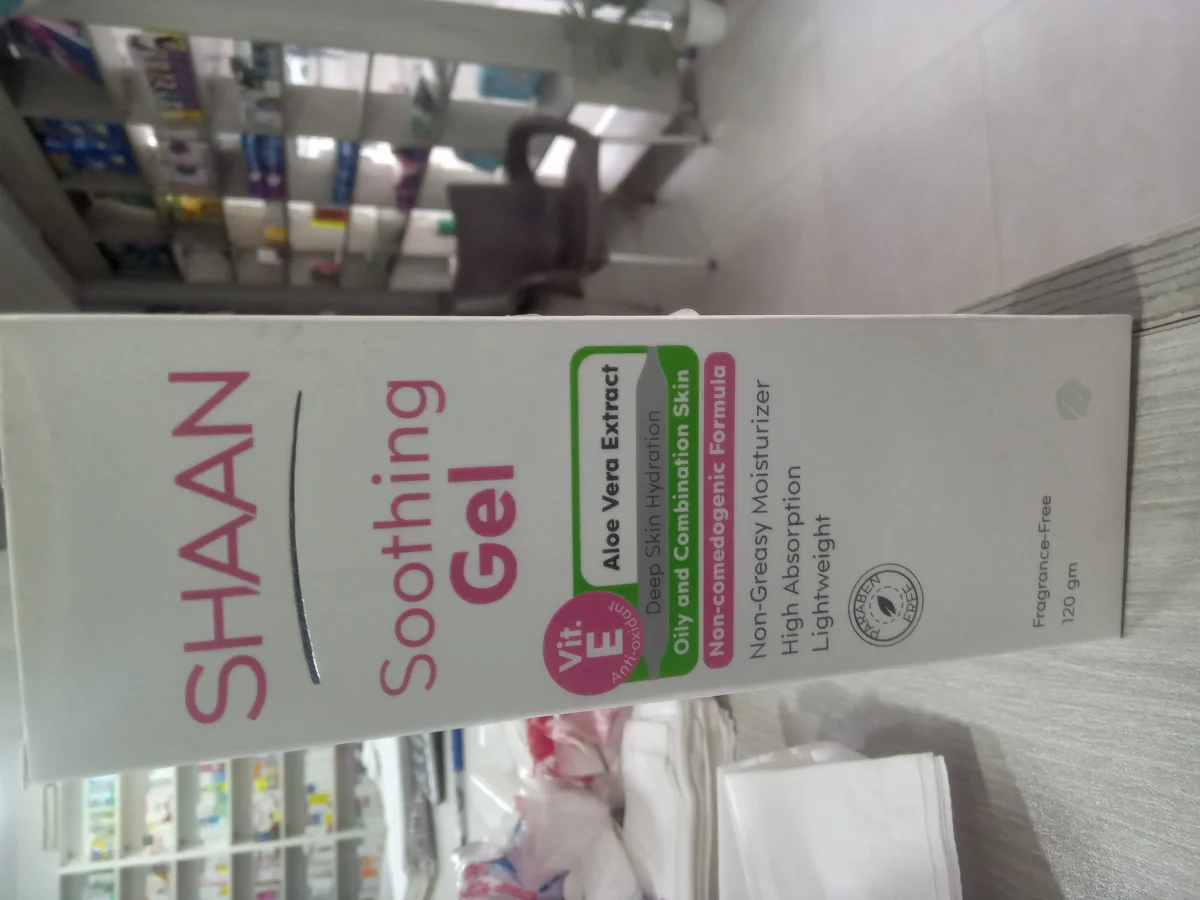 SHAAN
Soothing
Gel
Vit.
E
Anti-oxidant
Aloe Vera Extract
Deep Skin Hydration
Oily and Combination Skin
Non-comedogenic Formula
Non-Greasy Moisturizer
High Absorption
Lightweight
PARABEN
FREE
Fragrance-Free
120 gm